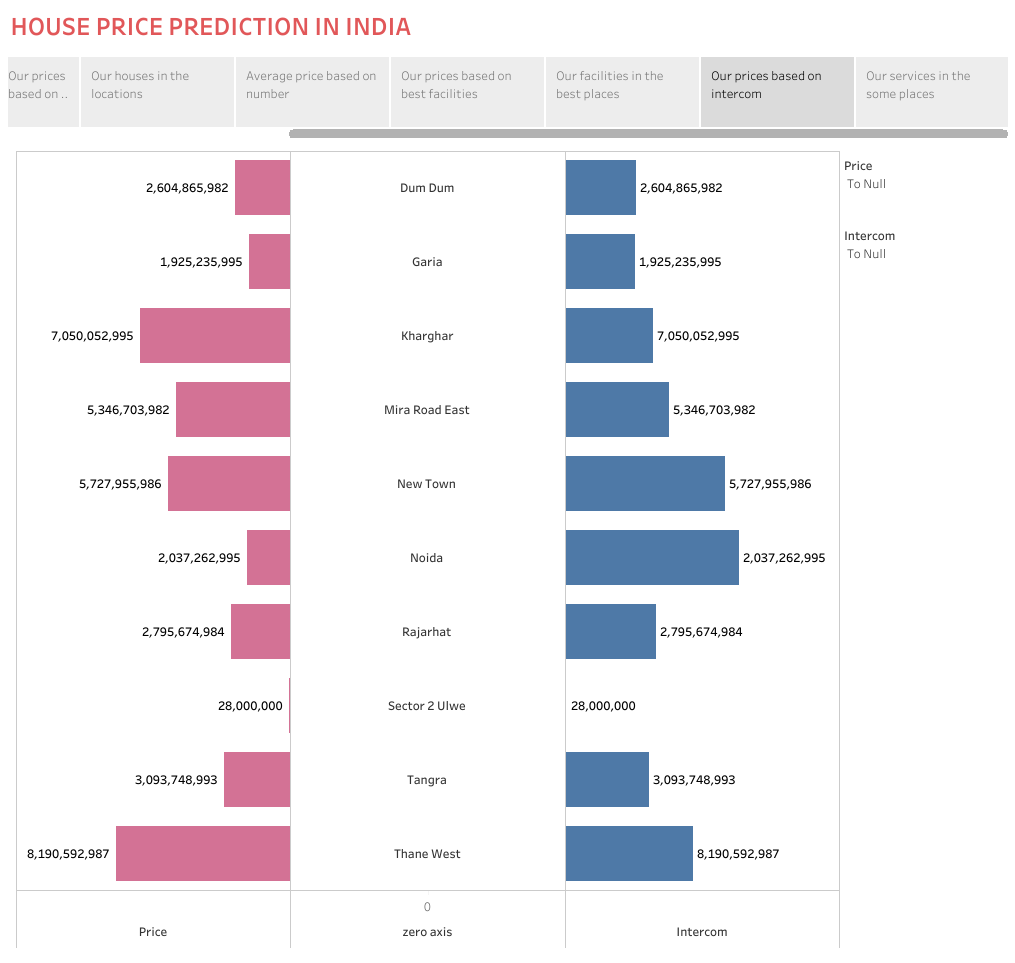 HOUSE PRICE PREDICTION IN INDIA
Our prices
based on ..
Our houses in the
locations
Average price based on
number
Our prices based on
best facilities
Our facilities in the
best places
Our prices based on
intercom
Our services in the
some places
Price
To Null
Intercom
To Null
2,604,865,982 Dum Dum 2,604,865,982
1,925,235,995 Garia 1,925,235,995
7,050,052,995 Kharghar 7,050,052,995
5,346,703,982 Mira Road East 5,346,703,982
5,727,955,986 New Town 5,727,955,986
2,037,262,995 Noida 2,037,262,995
2,795,674,984 Rajarhat 2,795,674,984
28,000,000 Sector 2 Ulwe 28,000,000
3,093,748,993 Tangra 3,093,748,993
8,190,592,987 Thane West 8,190,592,987
0
Price zero axis Intercom